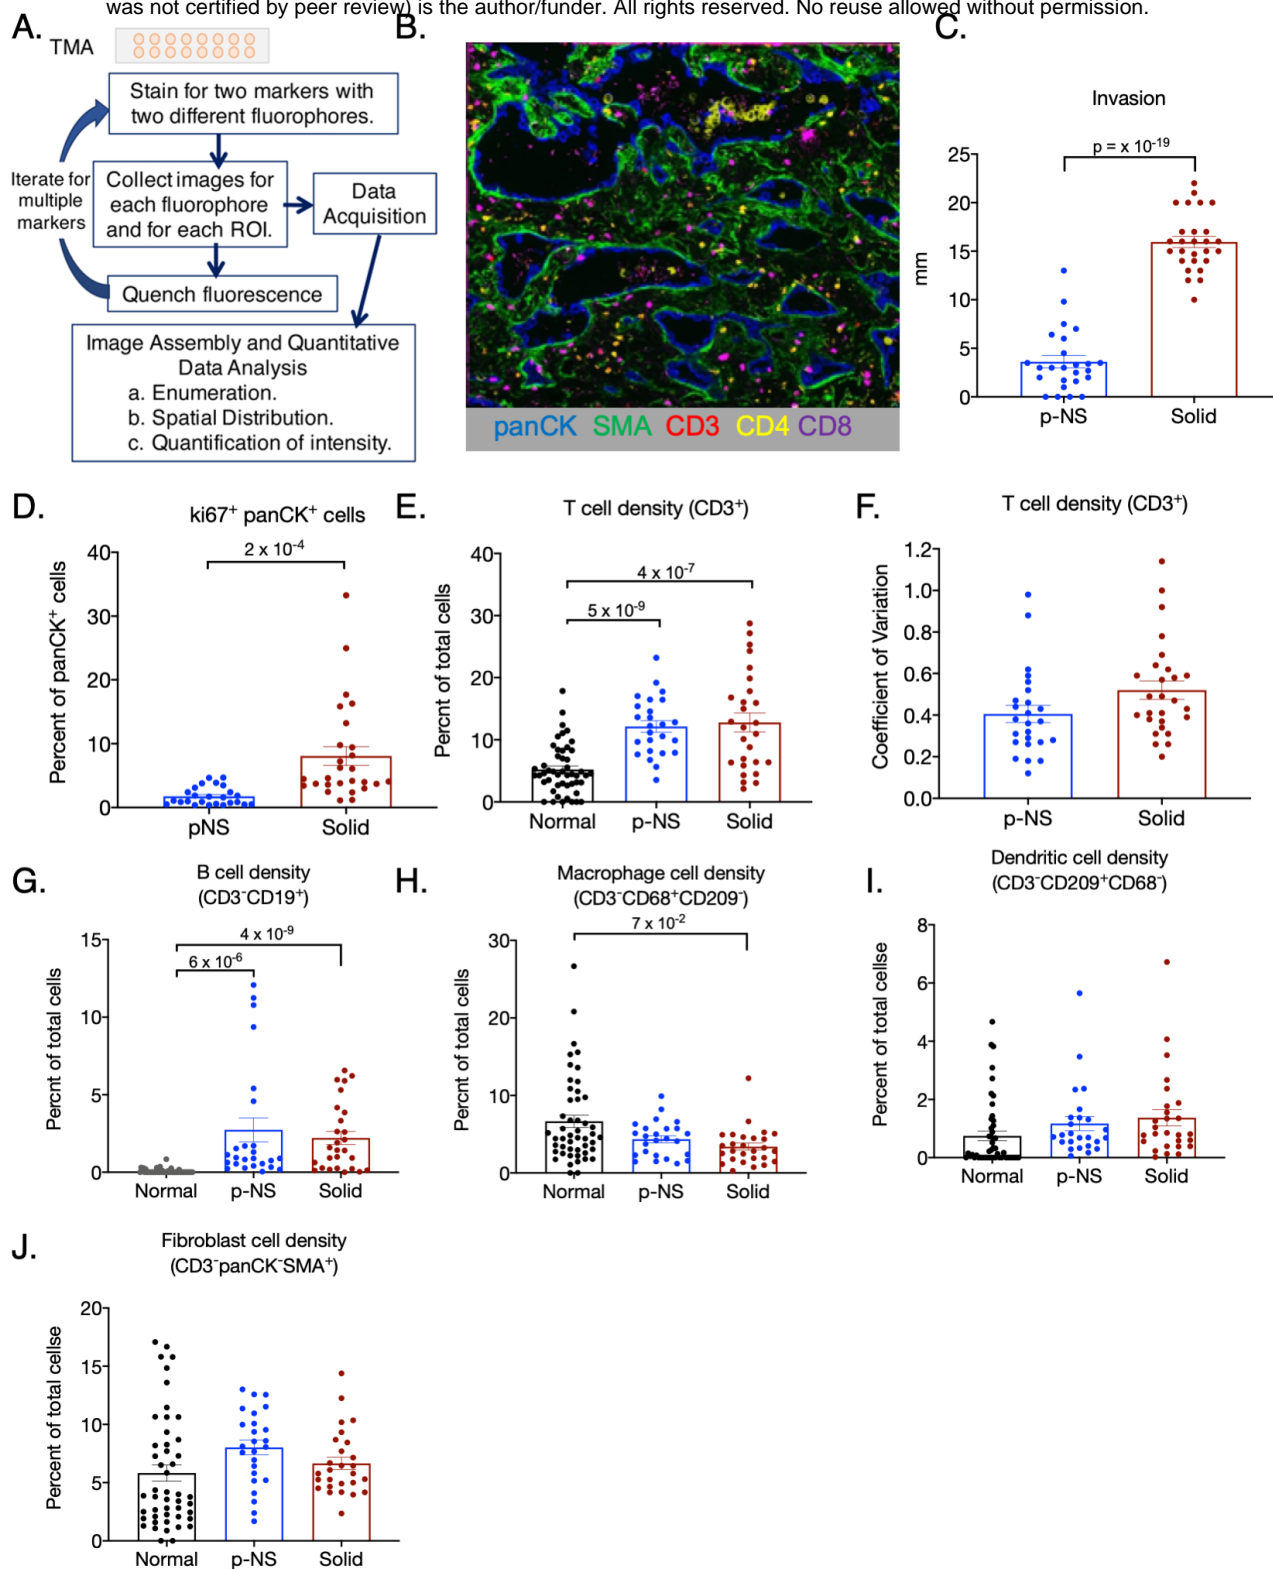 was not certified by peer review) is the author/funder. All rights reserved. No reuse allowed without permission.
A.
TMA
Stain for two markers with
two different fluorophores.
Iterate for
multiple
markers
Collect images for
each fluorophore
and for each ROI.
Data
Acquisition
Quench fluorescence
Image Assembly and Quantitative
Data Analysis
a. Enumeration.
b. Spatial Distribution.
c. Quantification of intensity.
B.
panCK SMA CD3 CD4 CD8
C.
Invasion
p = x 10⁻¹⁹
mm
25
20
15
10
5
0
p-NS Solid
D.
ki67⁺ panCK⁺ cells
2 x 10⁻⁴
Percent of panCK⁺ cells
40
30
20
10
0
pNS Solid
E.
T cell density (CD3⁺)
4 x 10⁻⁷
5 x 10⁻⁹
Percnt of total cells
40
30
20
10
0
Normal p-NS Solid
F.
T cell density (CD3⁺)
Coefficient of Variation
1.2
1.0
0.8
0.6
0.4
0.2
0.0
p-NS Solid
G.
B cell density
(CD3⁻CD19⁺)
4 x 10⁻⁹
6 x 10⁻⁶
Percnt of total cells
15
10
5
0
Normal p-NS Solid
H.
Macrophage cell density
(CD3⁻CD68⁺CD209⁻)
7 x 10⁻²
Percnt of total cells
30
20
10
0
Normal p-NS Solid
I.
Dendritic cell density
(CD3⁻CD209⁺CD68⁻)
Percent of total cellse
8
6
4
2
0
Normal p-NS Solid
J.
Fibroblast cell density
(CD3⁻panCK⁻SMA⁺)
Percent of total cellse
20
15
10
5
0
Normal p-NS Solid